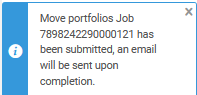 Move portfolios Job
7898242290000121 has
been submitted, an email
will be sent upon
completion.